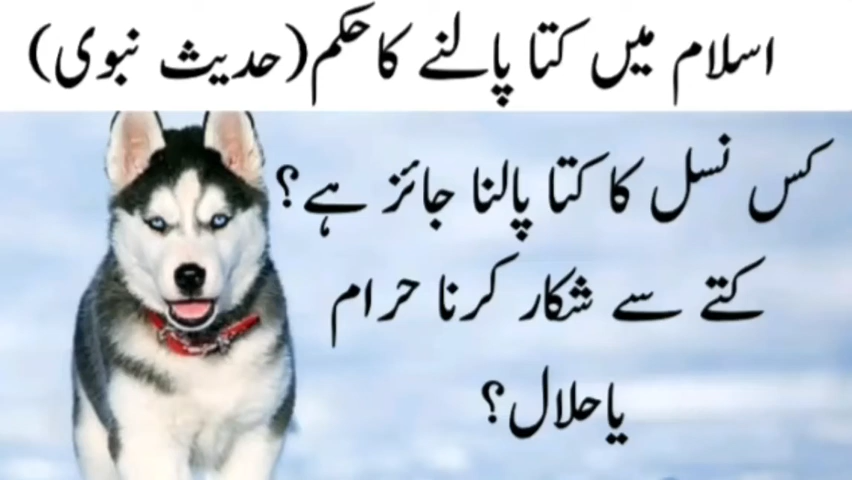 اسلام میں کتا پالنے کا حکم (حدیث نبوی)
کس نسل کا کتا پالنا جائز ہے؟
کتے سے شکار کرنا حرام
یا حلال؟